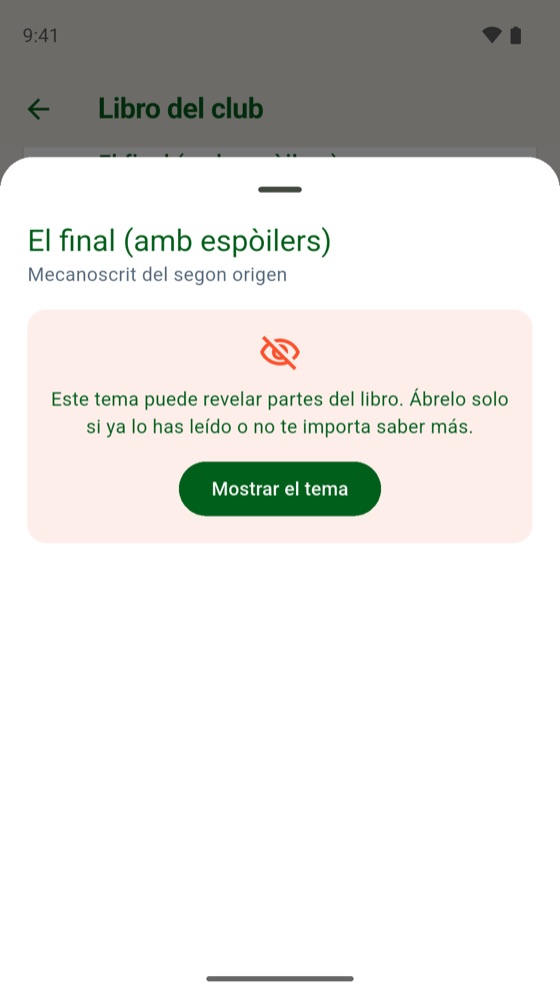 9:41
Libro del club
El final (amb espòilers)
Mecanoscrit del segon origen
Este tema puede revelar partes del libro. Ábrelo solo
si ya lo has leído o no te importa saber más.
Mostrar el tema